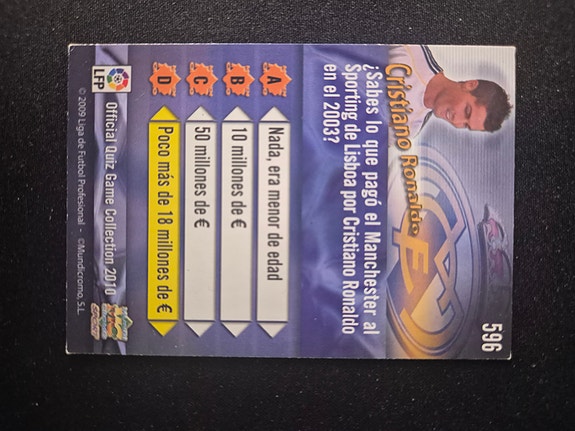 596
Cristiano Ronaldo
¿Sabes lo que pagó el Manchester al
Sporting de Lisboa por Cristiano Ronaldo
en el 2003?
A Nada, era menor de edad
B 10 millones de €
C 50 millones de €
D Poco más de 18 millones de €
LFP Official Quiz Game Collection 2010
© 2009 Liga de Futbol Profesional - ©Mundicromo, S.L.